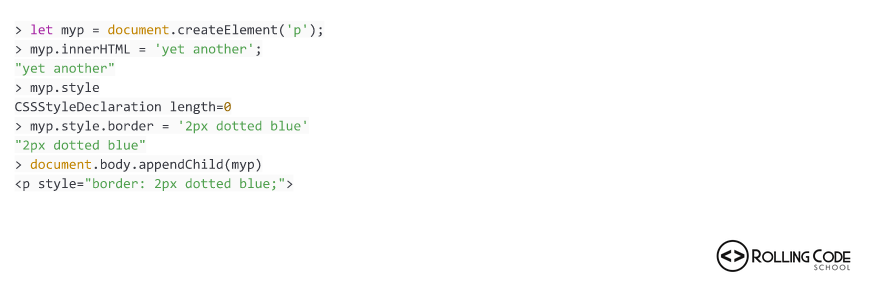 > let myp = document.createElement('p');
> myp.innerHTML = 'yet another';
"yet another"
> myp.style
CSSStyleDeclaration length=0
> myp.style.border = '2px dotted blue'
"2px dotted blue"
> document.body.appendChild(myp)
<p style="border: 2px dotted blue;">
<> ROLLING CODE
SCHOOL